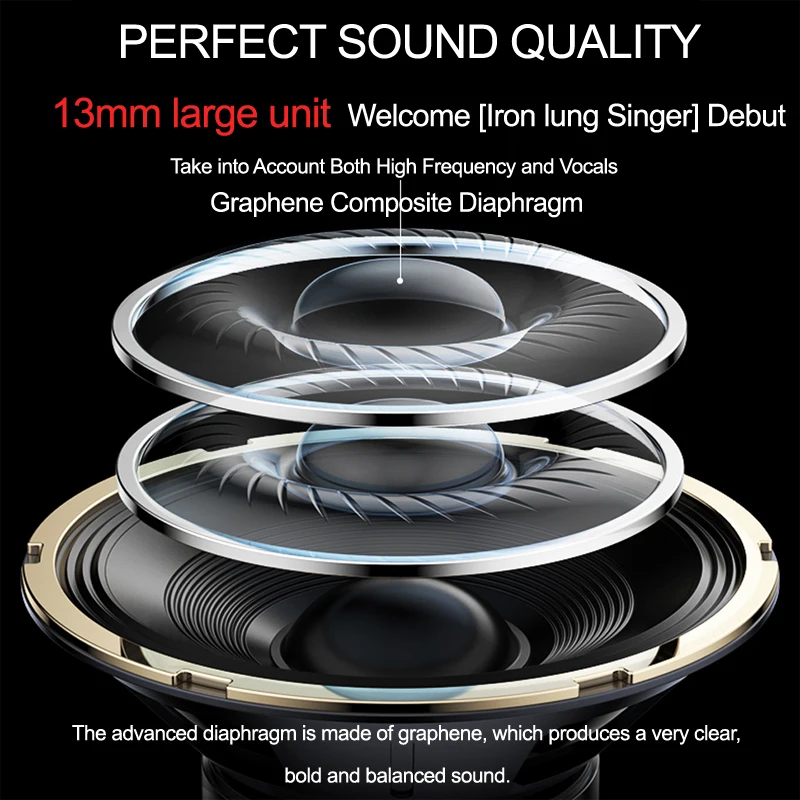 PERFECT SOUND QUALITY
13mm large unit Welcome [Iron lung Singer] Debut
Take into Account Both High Frequency and Vocals
Graphene Composite Diaphragm
The advanced diaphragm is made of graphene, which produces a very clear,
bold and balanced sound.